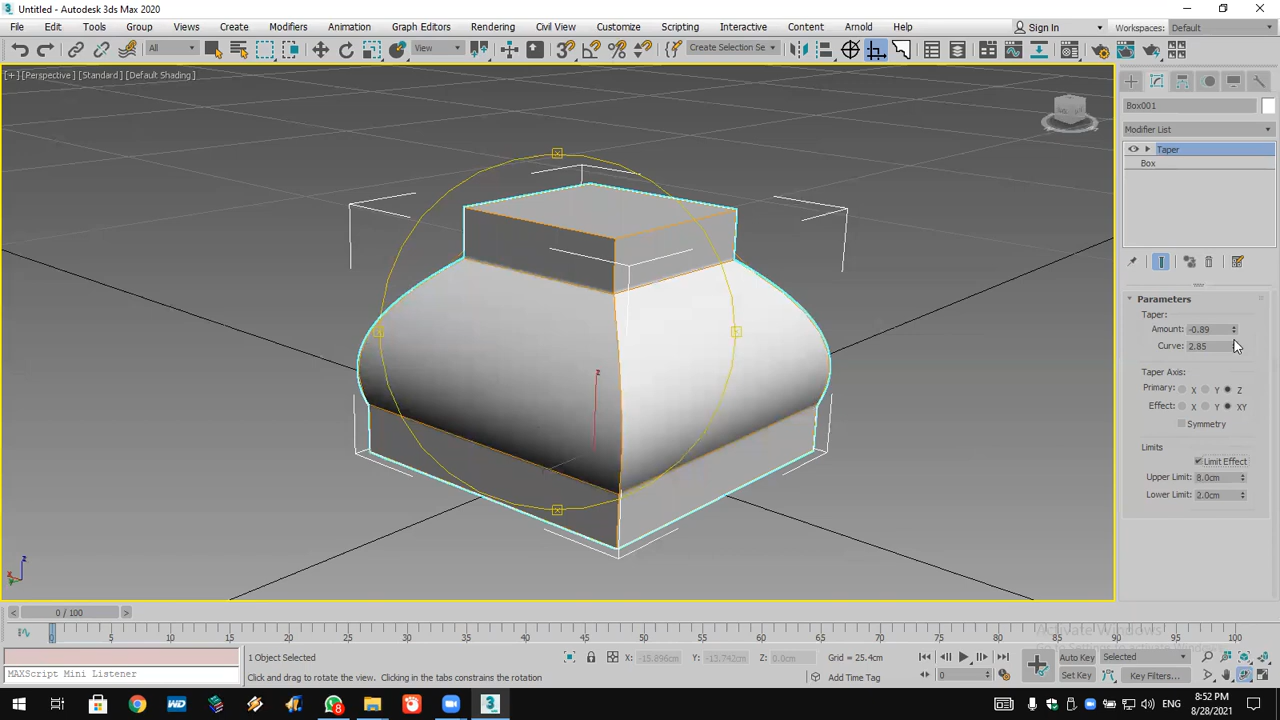 Untitled - Autodesk 3ds Max 2020
File Edit Tools Group Views Create Modifiers Animation Graph Editors Rendering Civil View Customize Scripting Interactive Content Arnold Help Sign In Workspaces: Default
All View Create Selection Se
[+] [Perspective] [Standard] [Default Shading]
Box001
Modifier List
Taper
Box
Parameters
Taper:
Amount: -0.89
Curve: 2.85
Taper Axis:
Primary: X Y Z
Effect: X Y XY
Symmetry
Limits
Limit Effect
Upper Limit: 8.0cm
Lower Limit: 2.0cm
z
z
0 / 100
0 5 10 15 20 25 30 35 40 45 50 55 60 65 70 75 80 85 90 95 100
Activate Windows
1 Object Selected X: -15.896cm Y: -13.742cm Z: 0.0cm Grid = 25.4cm Auto Key Selected
MAXScript Mini Listener Click and drag to rotate the view. Clicking in the tabs constrains the rotation Add Time Tag 0 Set Key Key Filters...
8 ENG 8:52 PM
8/28/2021